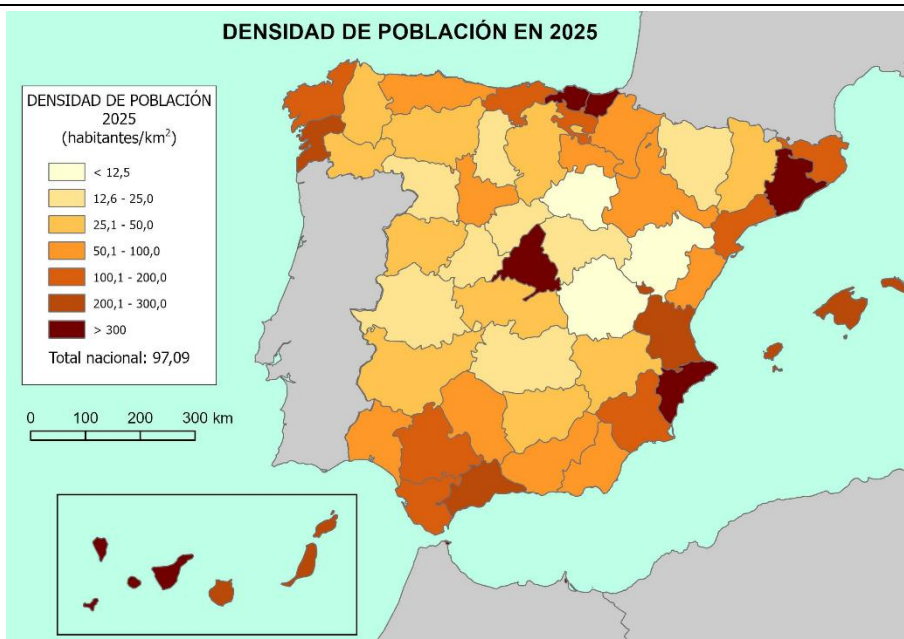 DENSIDAD DE POBLACIÓN EN 2025
DENSIDAD DE POBLACIÓN
2025
(habitantes/km²)
< 12,5
12,6 - 25,0
25,1 - 50,0
50,1 - 100,0
100,1 - 200,0
200,1 - 300,0
> 300
Total nacional: 97,09
0 100 200 300 km